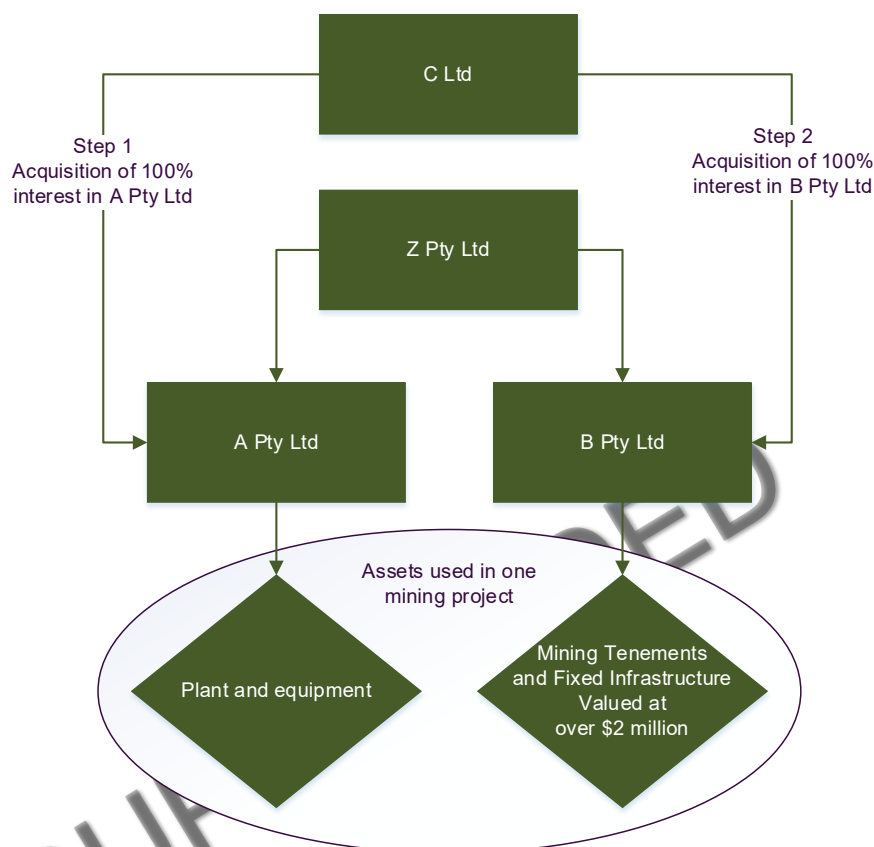 C Ltd
Step 1
Acquisition of 100%
interest in A Pty Ltd
Step 2
Acquisition of 100%
interest in B Pty Ltd
Z Pty Ltd
A Pty Ltd
B Pty Ltd
Assets used in one
mining project
Plant and equipment
Mining Tenements
and Fixed Infrastructure
Valued at
over $2 million